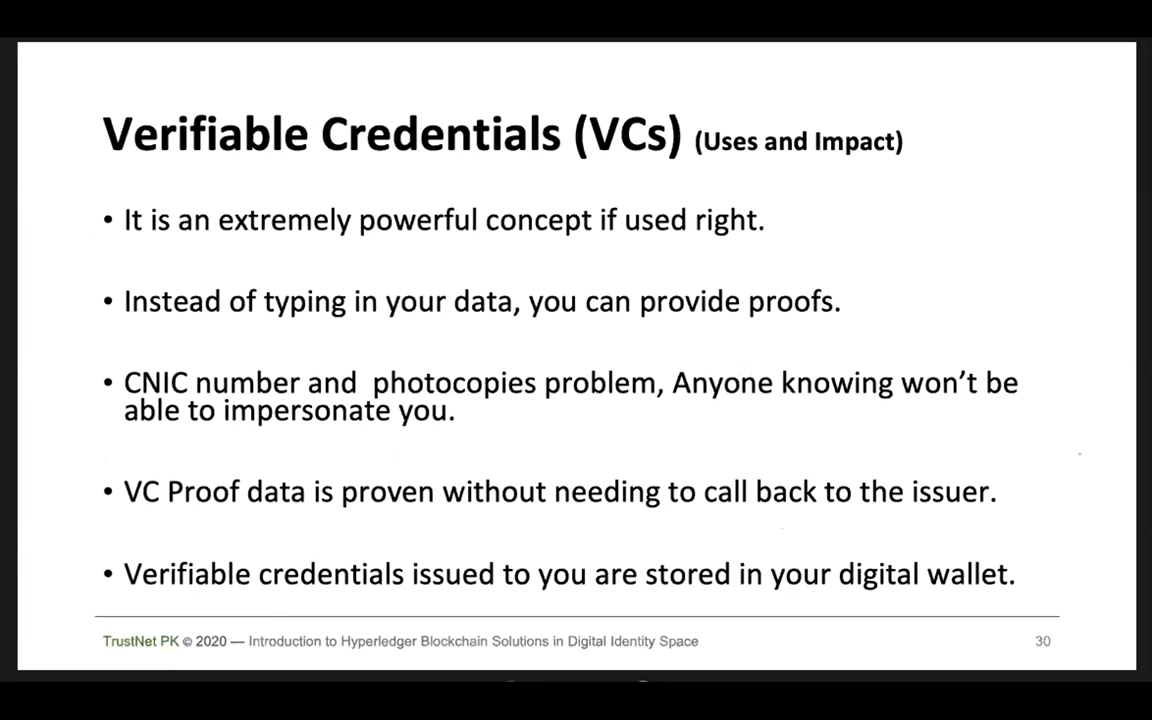 Verifiable Credentials (VCs) (Uses and Impact)
• It is an extremely powerful concept if used right.
• Instead of typing in your data, you can provide proofs.
• CNIC number and  photocopies problem, Anyone knowing won't be
able to impersonate you.
• VC Proof data is proven without needing to call back to the issuer.
• Verifiable credentials issued to you are stored in your digital wallet.
TrustNet PK © 2020 — Introduction to Hyperledger Blockchain Solutions in Digital Identity Space 30